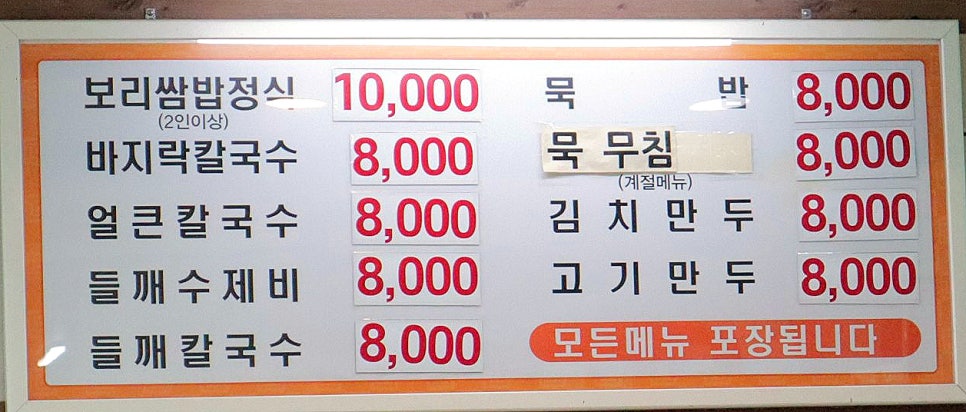 보리쌈밥정식 10,000
(2인이상)
바지락칼국수 8,000
얼큰칼국수 8,000
들깨수제비 8,000
들깨칼국수 8,000
묵 밥 8,000
묵 무침 8,000
(계절메뉴)
김치만두 8,000
고기만두 8,000
모든메뉴 포장됩니다